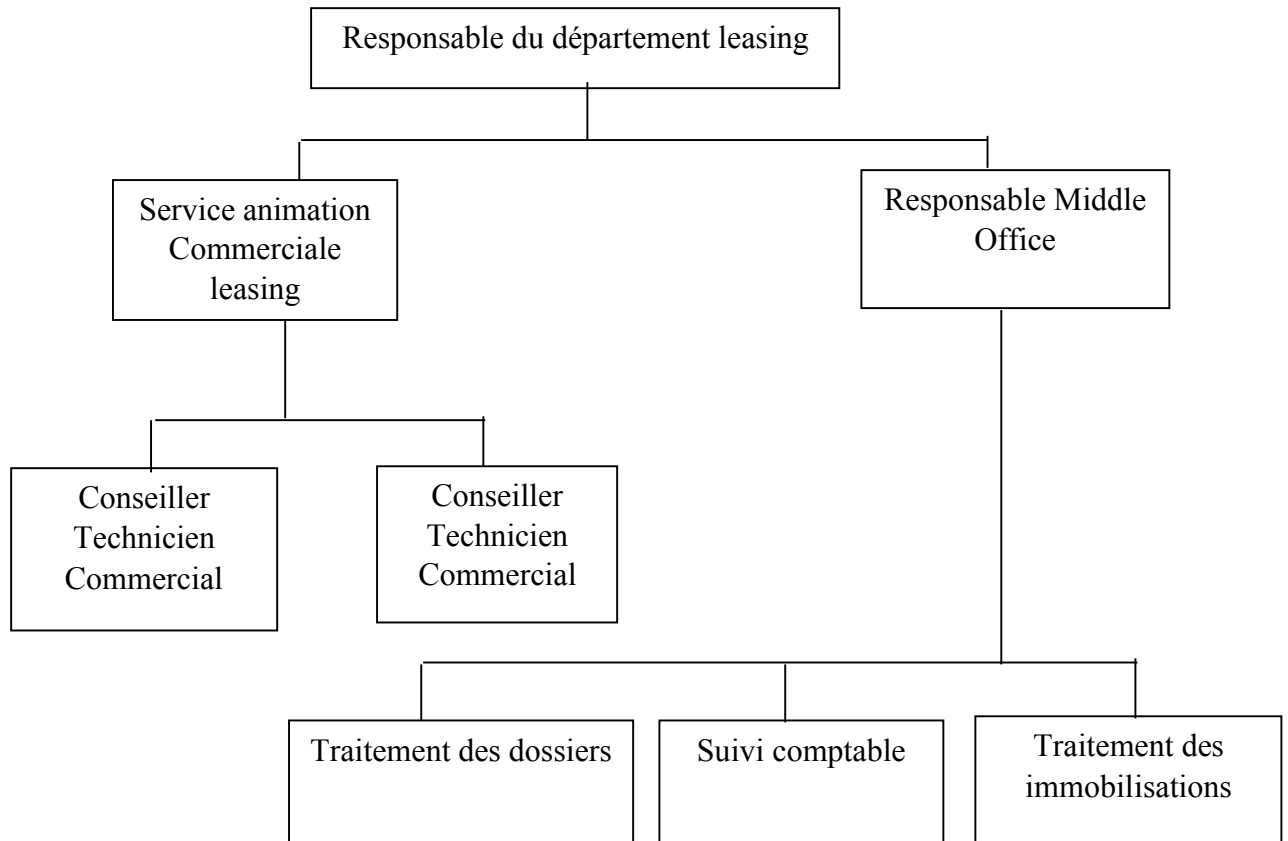 Responsable du département leasing
Service animation
Commerciale
leasing
Responsable Middle
Office
Conseiller
Technicien
Commercial
Conseiller
Technicien
Commercial
Traitement des dossiers
Suivi comptable
Traitement des
immobilisations